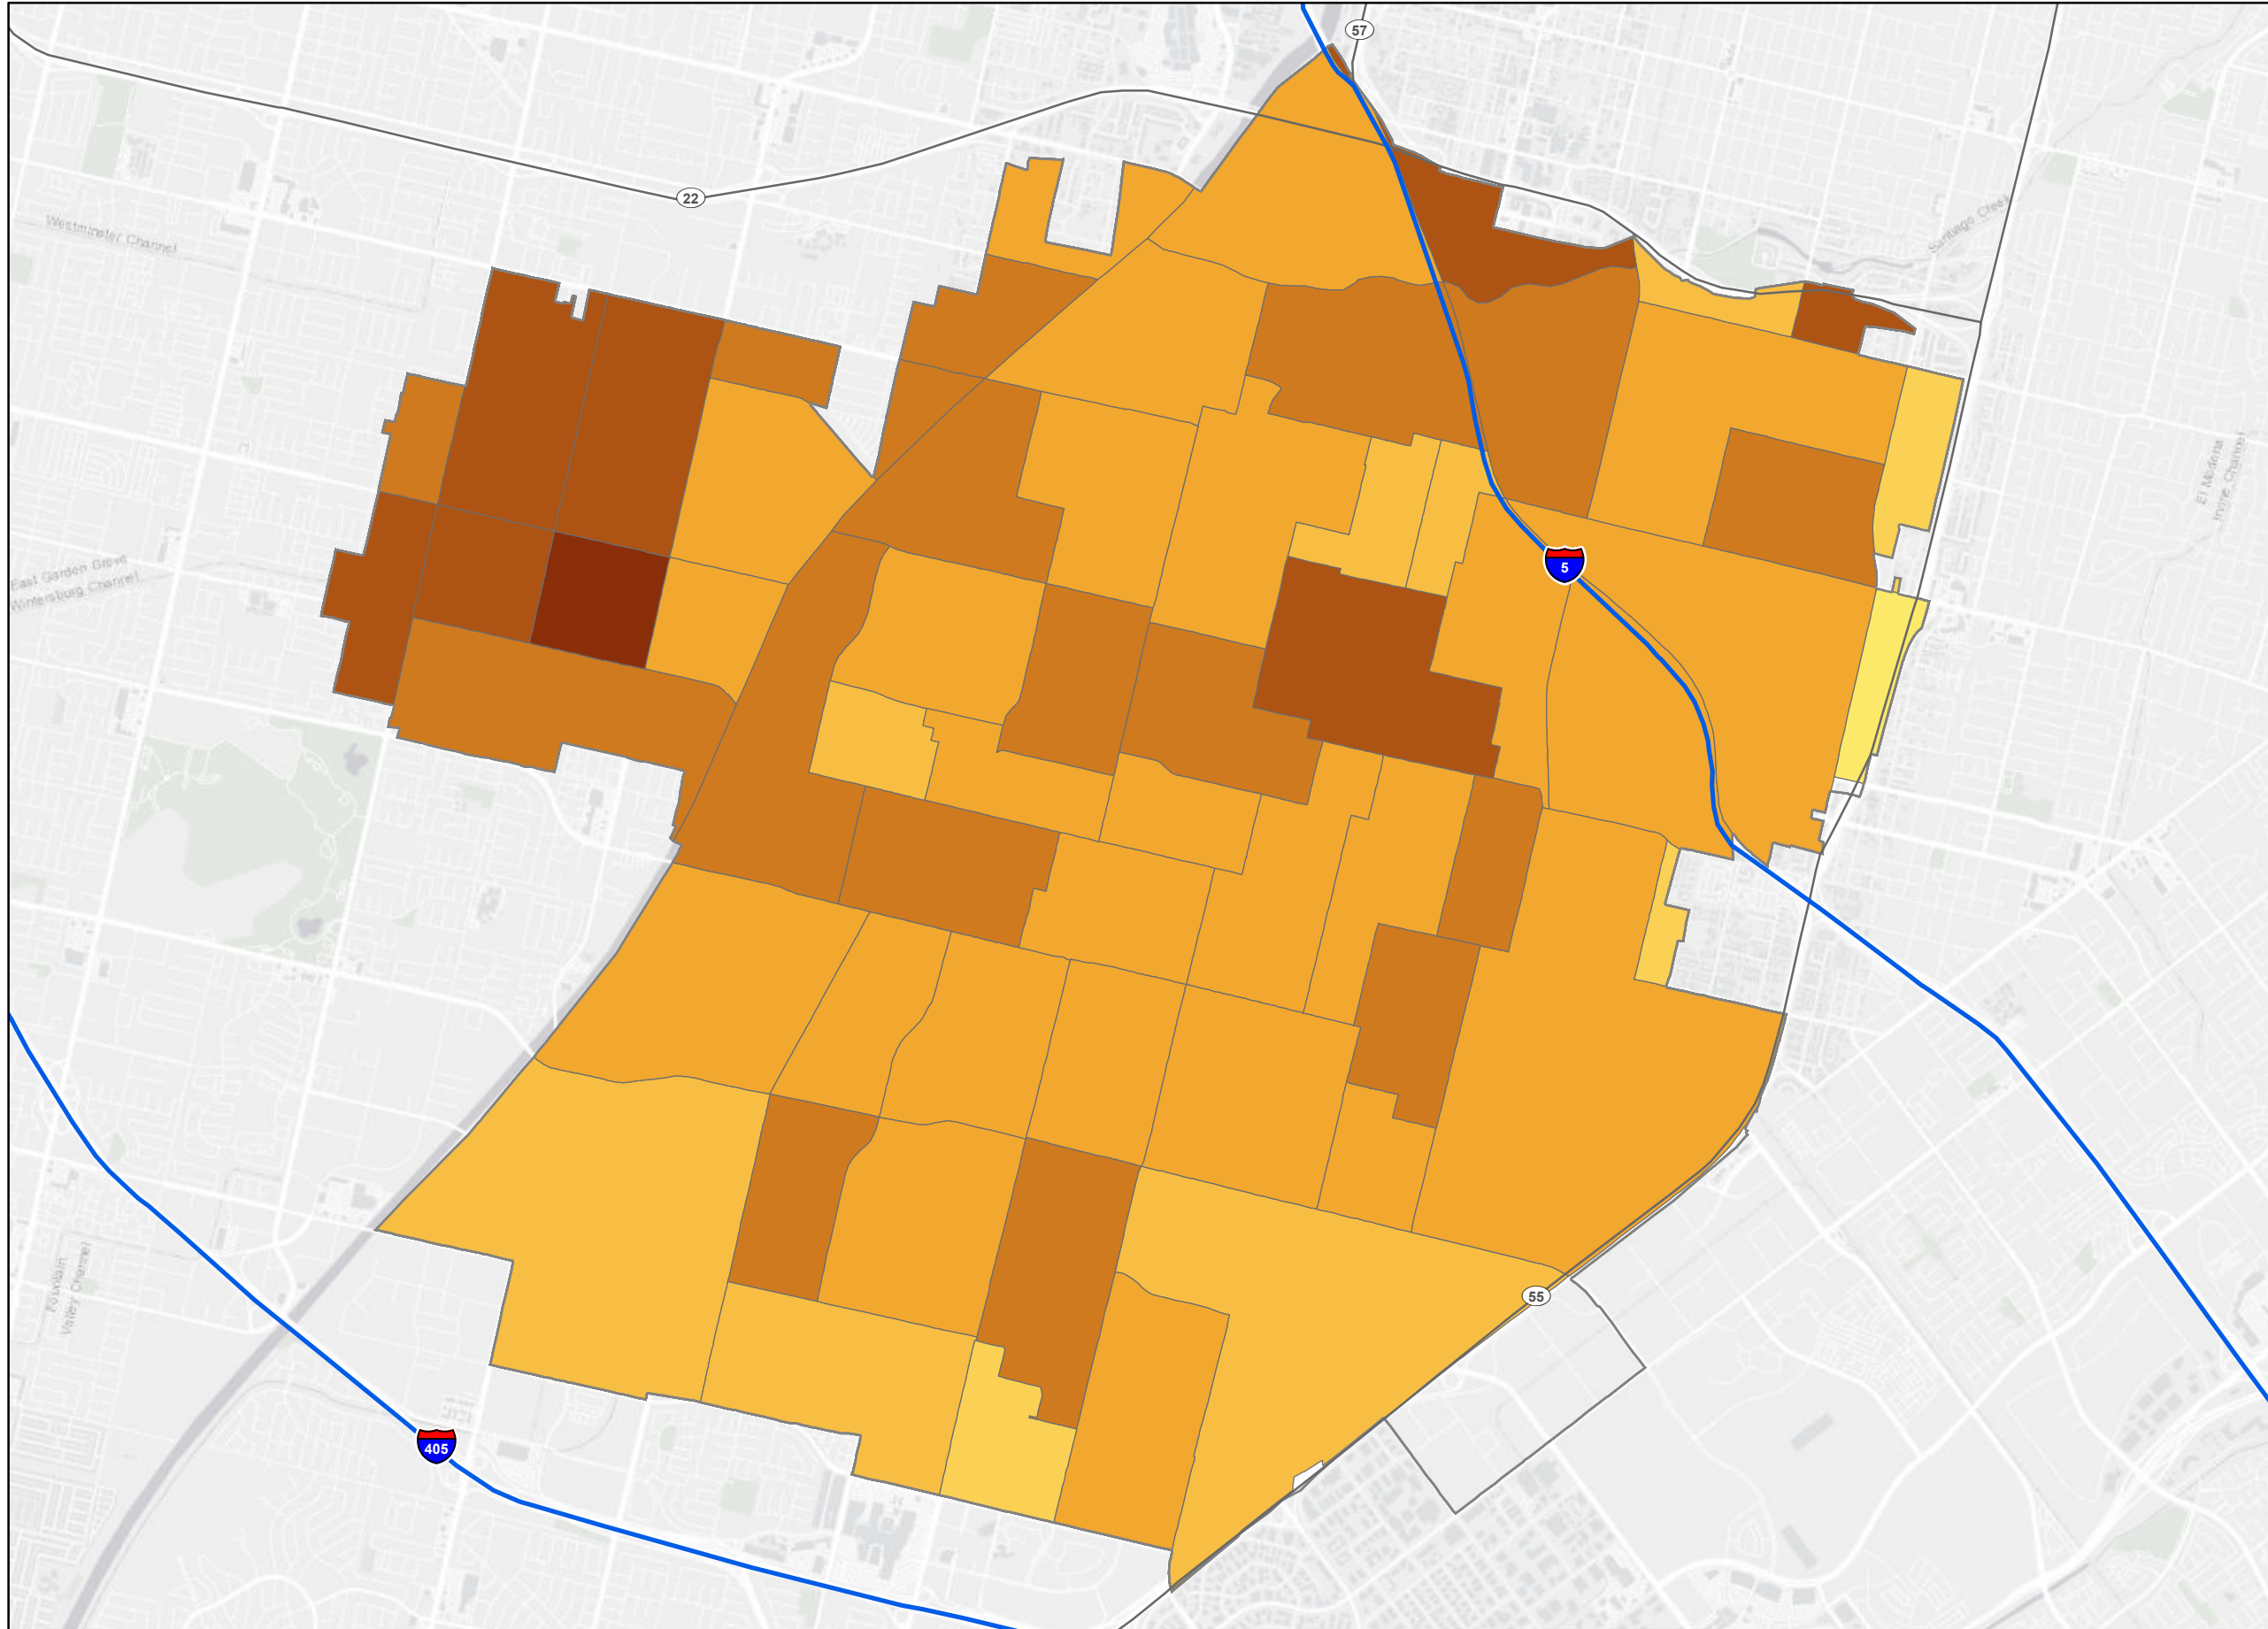 57
22
Westminster Channel
Santiago Creek
El Modena
Irvine Channel
5
East Garden Grove
Wintersburg Channel
55
Fountain
Valley Channel
405